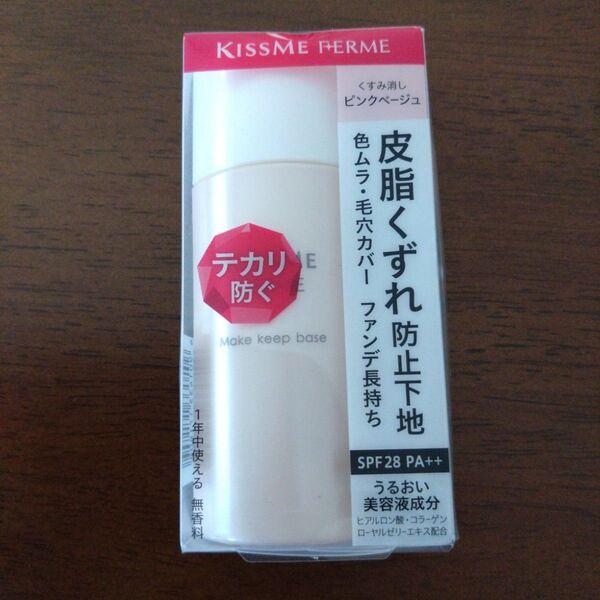 KISSME FERME
くすみ消し
ピンクベージュ
皮脂くずれ防止下地
色ムラ・毛穴カバー ファンデ長持ち
テカリ
防ぐ
ME
E
Make keep base
1年中使える 無香料
SPF28 PA++
うるおい
美容液成分
ヒアルロン酸・コラーゲン
ローヤルゼリーエキス配合